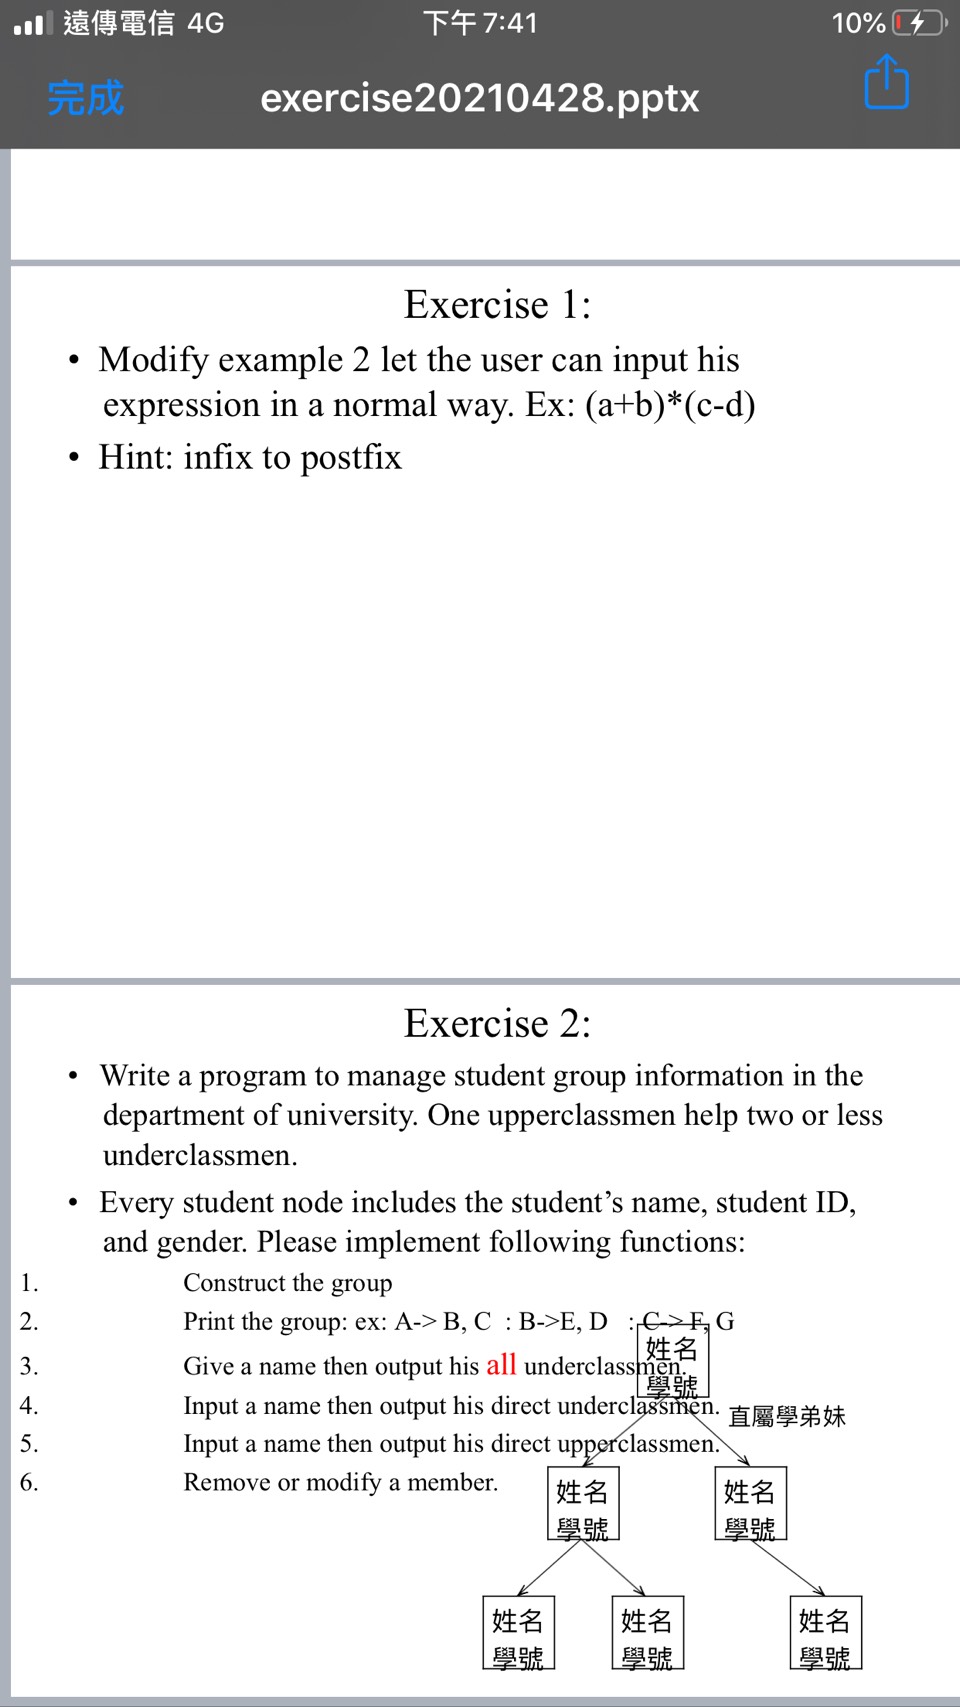 遠傳電信 4G 下午7:41 10%
完成 exercise20210428.pptx
Exercise 1:
• Modify example 2 let the user can input his
expression in a normal way. Ex: (a+b)*(c-d)
• Hint: infix to postfix
Exercise 2:
• Write a program to manage student group information in the
department of university. One upperclassmen help two or less
underclassmen.
• Every student node includes the student’s name, student ID,
and gender. Please implement following functions:
1. Construct the group
2. Print the group: ex: A-> B, C : B->E, D : C-> F, G
3. Give a name then output his all underclassmen.
4. Input a name then output his direct underclassmen.
5. Input a name then output his direct upperclassmen.
6. Remove or modify a member.
姓名
學號
直屬學弟妹
姓名
學號
姓名
學號
姓名
學號
姓名
學號
姓名
學號